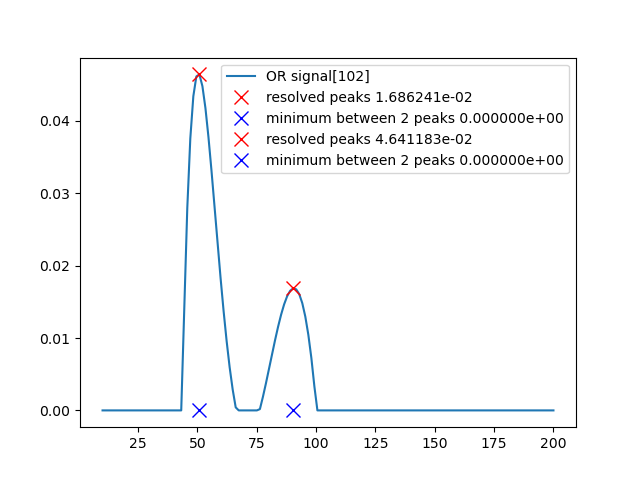 OR signal[102]
resolved peaks 1.686241e-02
minimum between 2 peaks 0.000000e+00
resolved peaks 4.641183e-02
minimum between 2 peaks 0.000000e+00
0.04
0.03
0.02
0.01
0.00
25 50 75 100 125 150 175 200